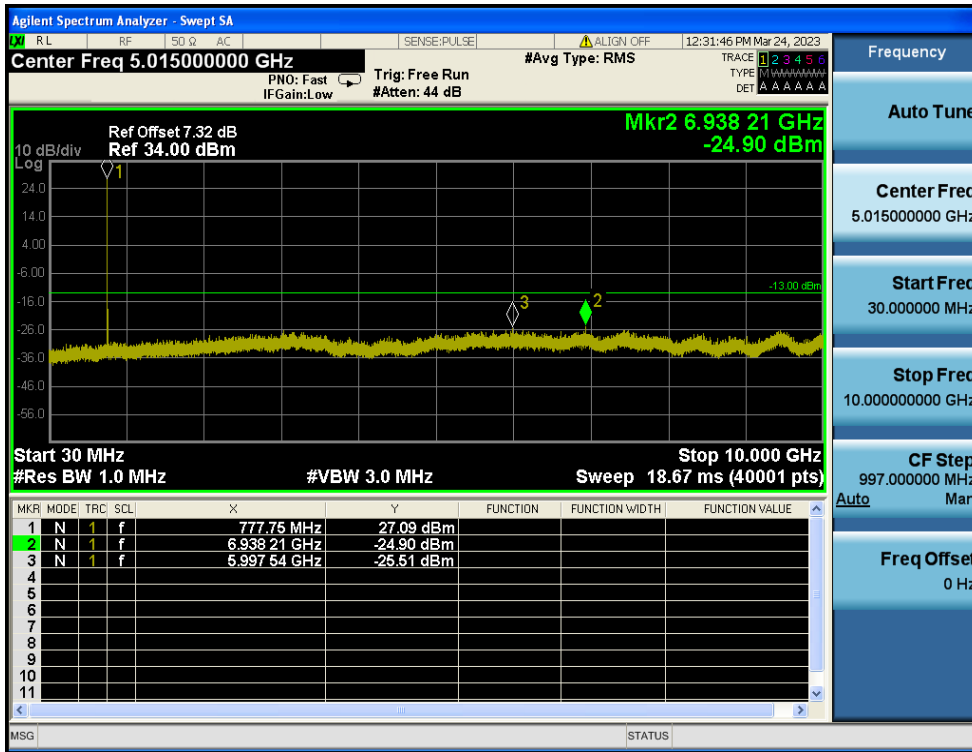 Agilent Spectrum Analyzer - Swept SA
LXI RL RF 50 Ω AC SENSE:PULSE ALIGN OFF 12:31:46 PM Mar 24, 2023
Center Freq 5.015000000 GHz #Avg Type: RMS TRACE 1 2 3 4 5 6
PNO: Fast Trig: Free Run TYPE M WWWWW
IFGain:Low #Atten: 44 dB DET A A A A A A
Mkr2 6.938 21 GHz
-24.90 dBm
Ref Offset 7.32 dB
10 dB/div Ref 34.00 dBm
Log
1
24.0
14.0
4.00
-6.00
-13.00 dBm
-16.0
3
2
-26.0
-36.0
-46.0
-56.0
Start 30 MHz Stop 10.000 GHz
#Res BW 1.0 MHz #VBW 3.0 MHz Sweep 18.67 ms (40001 pts)
MKR MODE TRC SCL X Y FUNCTION FUNCTION WIDTH FUNCTION VALUE
1 N 1 f 777.75 MHz 27.09 dBm
2 N 1 f 6.938 21 GHz -24.90 dBm
3 N 1 f 5.997 54 GHz -25.51 dBm
4
5
6
7
8
9
10
11
MSG STATUS
Frequency
Auto Tune
Center Freq
5.015000000 GHz
Start Freq
30.000000 MHz
Stop Freq
10.000000000 GHz
CF Step
997.000000 MHz
Auto Man
Freq Offset
0 Hz